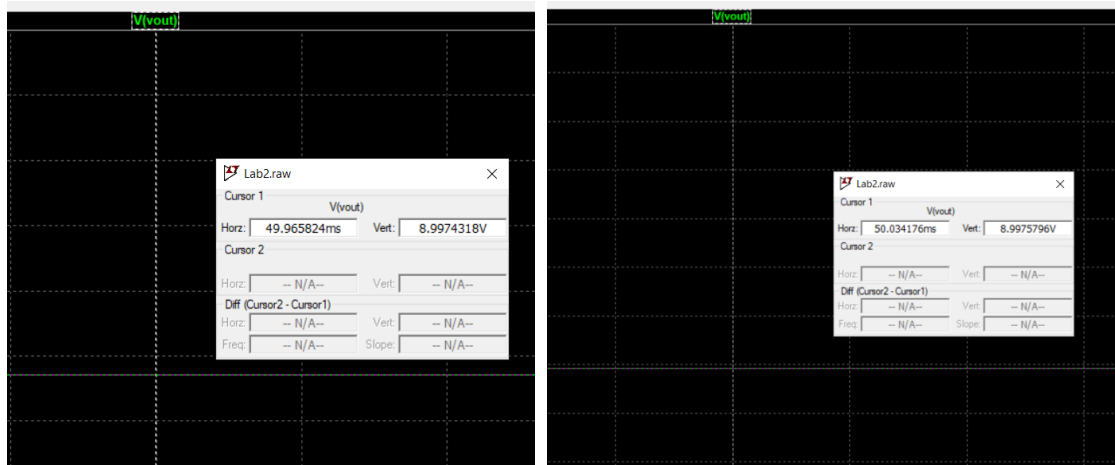 V(vout)
Lab2.raw
Cursor 1
V(vout)
Horz: 49.965824ms Vert: 8.9974318V
Cursor 2
Horz: -- N/A-- Vert: -- N/A--
Diff (Cursor2 - Cursor1)
Horz: -- N/A-- Vert: -- N/A--
Freq: -- N/A-- Slope: -- N/A--
V(vout)
Lab2.raw
Cursor 1
V(vout)
Horz: 50.034176ms Vert: 8.9975796V
Cursor 2
Horz: -- N/A-- Vert: -- N/A--
Diff (Cursor2 - Cursor1)
Horz: -- N/A-- Vert: -- N/A--
Freq: -- N/A-- Slope: -- N/A--